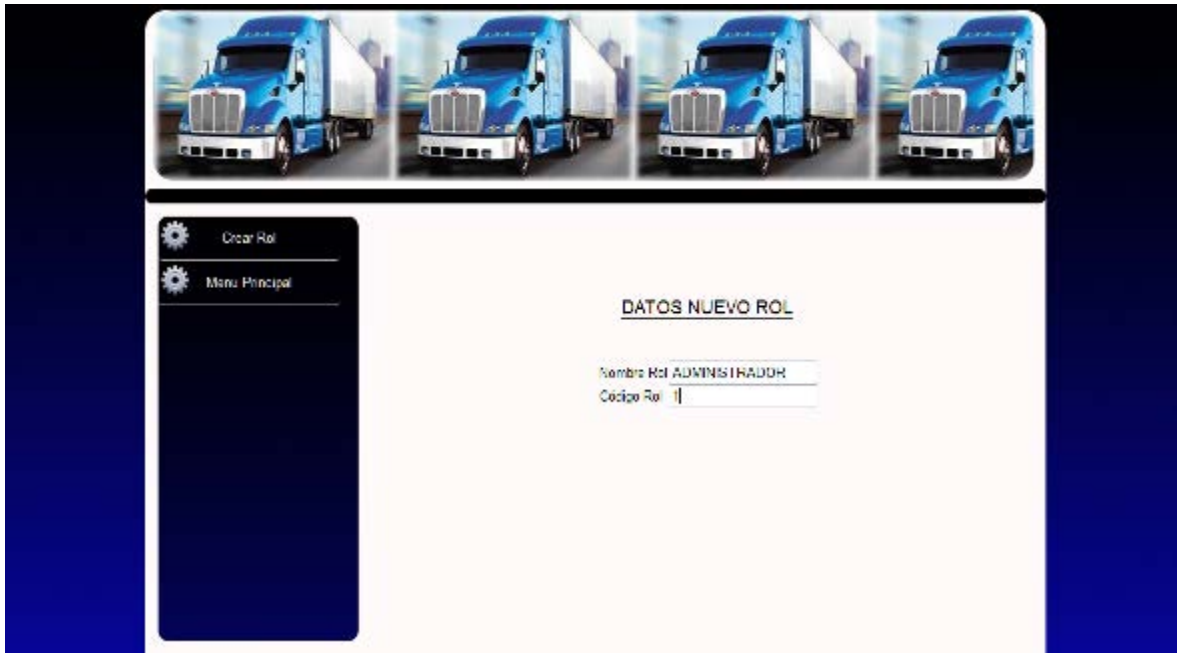 Crear Rol
Menu Principal
DATOS NUEVO ROL
Nombre Rol ADMINISTRADOR
Código Rol 1